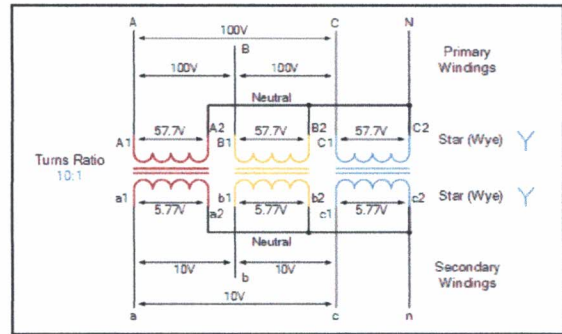 A C N
100V
B
100V 100V
Primary
Windings
Neutral
A1 57.7V A2 B1 57.7V B2 C1 57.7V C2
Star (Wye) Y
Turns Ratio
10:1
a1 5.77V a2 b1 5.77V b2 c1 5.77V c2
Star (Wye) Y
Neutral
10V 10V
b
10V
Secondary
Windings
a c n